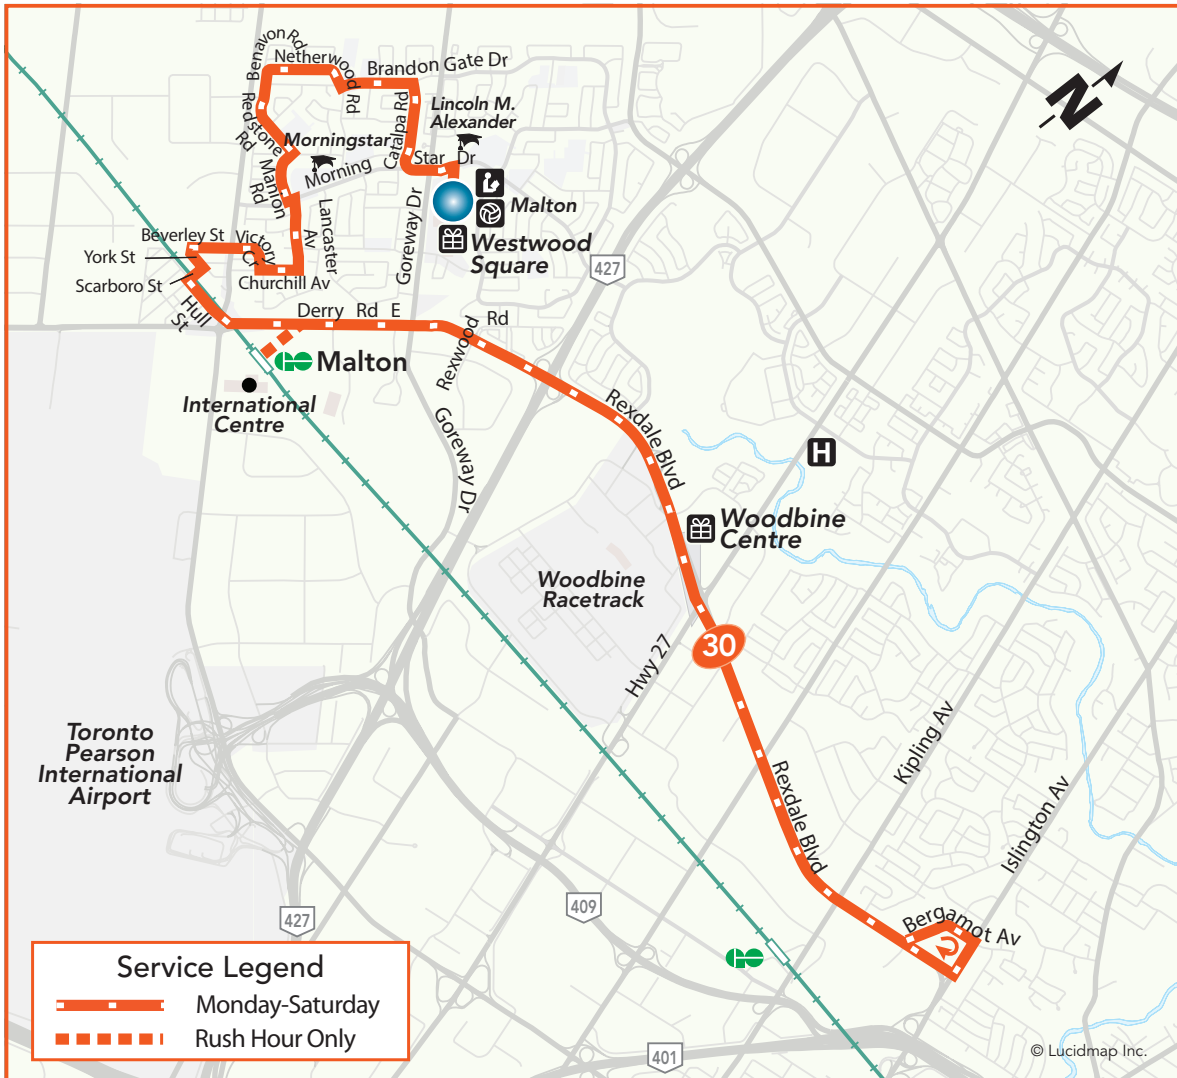 Benavon Rd
Netherwood Rd
Brandon Gate Dr
Catalpa Rd
Lincoln M.
Alexander
N
Redstone
Rd
Morningstar
Morning
Star Dr
Manion
Rd
Lancaster
Av
Goreway Dr
Malton
Westwood
Square
427
Beverley St
Victory
Cr
York St
Scarboro St
Churchill Av
Hull
St
Derry Rd E
Rexwood
Rd
GO Malton
International
Centre
Goreway Dr
Rexdale Blvd
H
Woodbine
Centre
Woodbine
Racetrack
30
Hwy 27
Toronto
Pearson
International
Airport
Kipling Av
Rexdale Blvd
Islington Av
427
409
Bergamot Av
GO
Service Legend
Monday-Saturday
Rush Hour Only
401
© Lucidmap Inc.